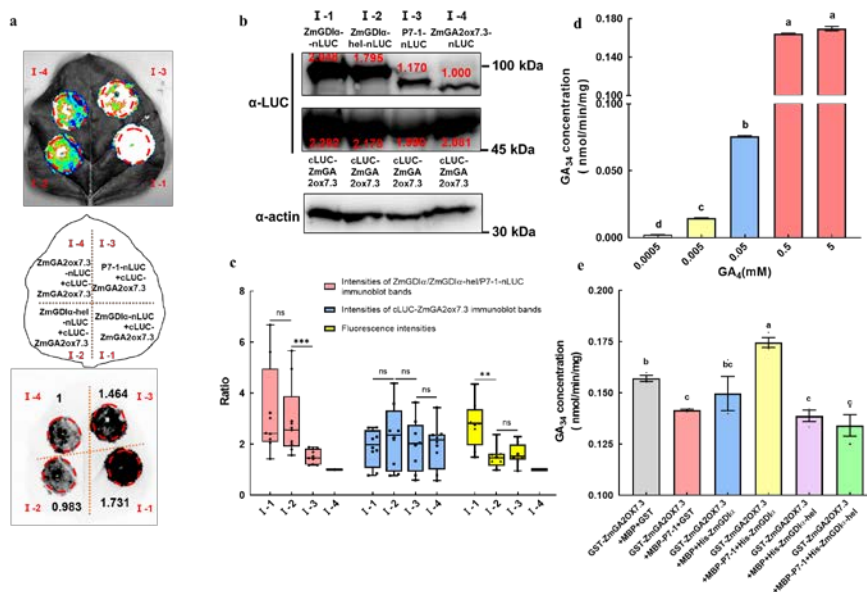 a
I -4
I -3
I -2
I -1
I -4
I -3
ZmGA2ox7.3
-nLUC
+cLUC-
ZmGA2ox7.3
P7-1-nLUC
+cLUC-
ZmGA2ox7.3
ZmGDIα-hel
-nLUC
+cLUC-
ZmGA2ox7.3
ZmGDIα-nLUC
+cLUC-
ZmGA2ox7.3
I -2
I -1
I -4
1
1.464
I -3
I -2
0.983
1.731
I -1
b
I -1
I -2
I -3
I -4
ZmGDIα-
-nLUC
ZmGDIα-
hel-nLUC
P7-1-
nLUC
ZmGA2ox7.3-
nLUC
1.795
1.170
1.000
100 kDa
α-LUC
2.081
45 kDa
cLUC-
ZmGA
2ox7.3
cLUC-
ZmGA
2ox7.3
cLUC-
ZmGA
2ox7.3
cLUC-
ZmGA
2ox7.3
α-actin
30 kDa
c
Intensities of ZmGDIα/ZmGDIα-hel/P7-1-nLUC
immunoblot bands
Intensities of cLUC-ZmGA2ox7.3 immunoblot bands
Fluorescence intensities
Ratio
8
6
4
2
0
ns
***
ns
ns
ns
**
ns
I -1
I -2
I -3
I -4
I -1
I -2
I -3
I -4
I -1
I -2
I -3
I -4
d
GA34 concentration
( nmol/min/mg)
0.180
0.160
0.100
0.050
0.000
d
c
b
a
a
0.0005
0.005
0.05
0.5
5
GA4(mM)
e
GA34 concentration
( nmol/min/mg)
0.200
0.175
0.150
0.125
0.100
b
c
bc
a
c
c
GST-ZmGA2OX7.3
+MBP+GST
GST-ZmGA2OX7.3
+MBP-P7-1+GST
GST-ZmGA2OX7.3
+MBP+His-ZmGDIα
GST-ZmGA2OX7.3
+MBP-P7-1+His-ZmGDIα
GST-ZmGA2OX7.3
+MBP+His-ZmGDIα-hel
GST-ZmGA2OX7.3
+MBP-P7-1+His-ZmGDIα-hel